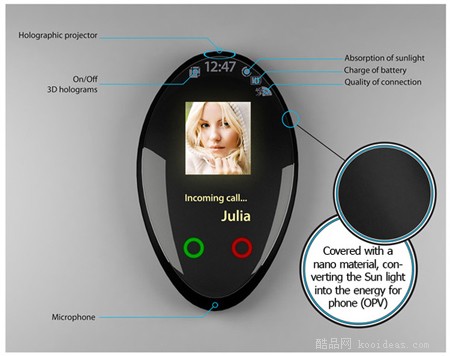 Holographic projector
On/Off
3D holograms
12:47
Absorption of sunlight
Charge of battery
Quality of connection
Incoming call...
Julia
Covered with a
nano material, con-
verting the Sun light
into the energy for
phone (OPV)
Microphone
酷品网 kooideas.com